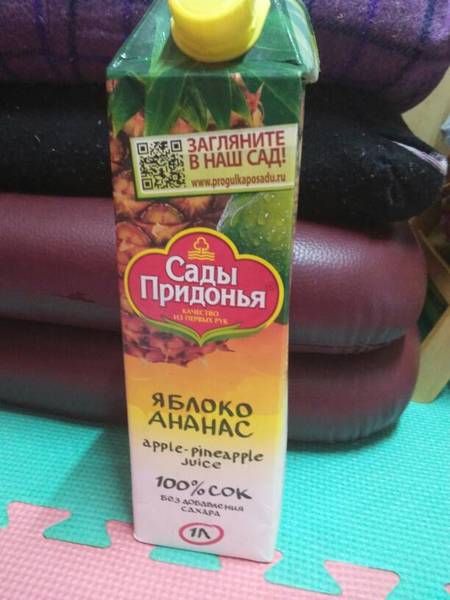 ЗАГЛЯНИТЕ
В НАШ САД!
www.progulkaposadu.ru
Сады
Придонья
КАЧЕСТВО
ИЗ ПЕРВЫХ РУК
ЯБЛОКО
АНАНАС
apple-pineapple
juice
100% СОК
БЕЗ ДОБАВЛЕНИЯ
САХАРА
1Л